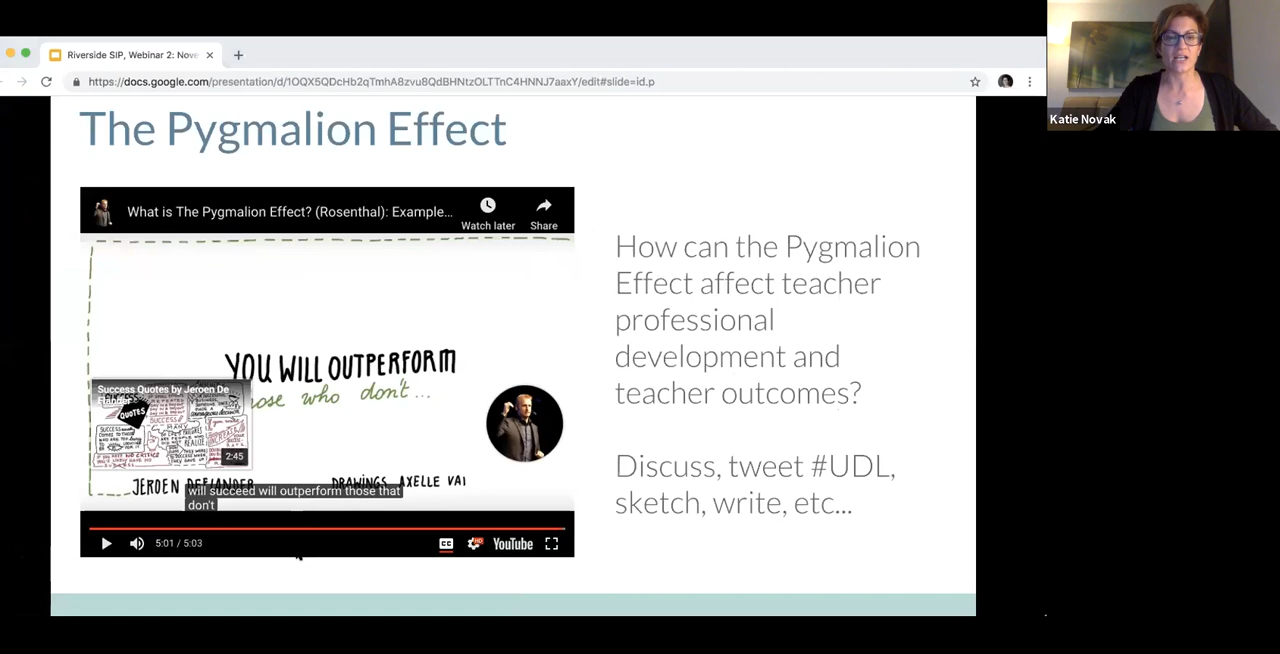 Riverside SIP, Webinar 2: Nove
https://docs.google.com/presentation/d/1OQX5QDcHb2qTmhA8zvu8QdBHNtzOLTTnC4HNNJ7aaxY/edit#slide=id.p
Katie Novak
The Pygmalion Effect
What is The Pygmalion Effect? (Rosenthal): Example...
Watch later
Share
YOU WILL OUTPERFORM
who don't...
Success Quotes by Jeroen De
QUOTES
2:45
JEROEN
DRAWINGS AXELLE VAI
will succeed will outperform those that
don't
5:01 / 5:03
CC
HD
YouTube
How can the Pygmalion
Effect affect teacher
professional
development and
teacher outcomes?
Discuss, tweet #UDL,
sketch, write, etc...